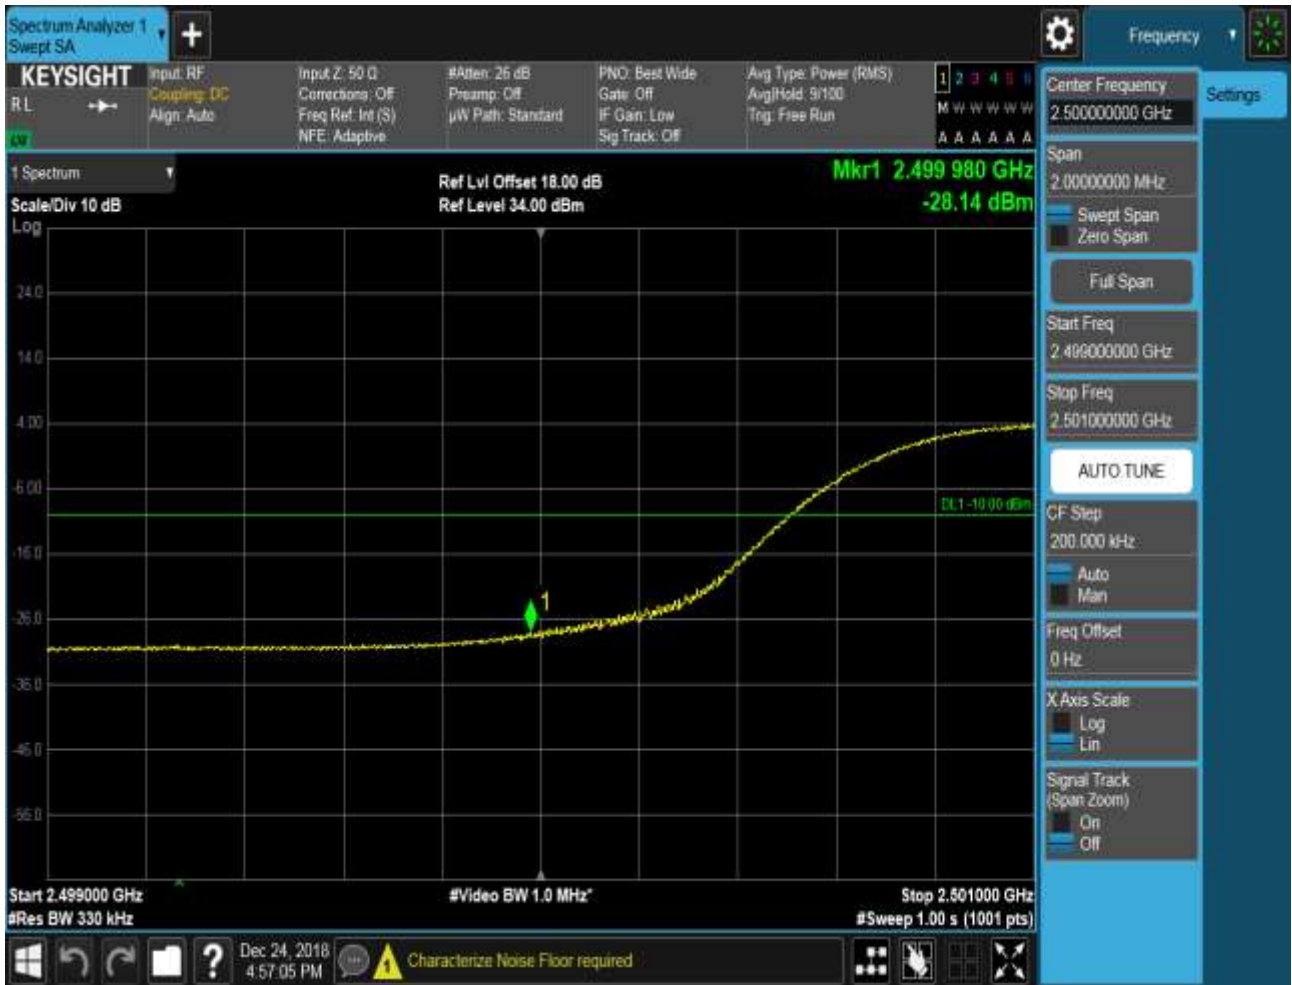 Spectrum Analyzer 1
Swept SA
Frequency
KEYSIGHT
R L
Input: RF
Coupling: DC
Align: Auto
Input Z: 50 Ω
Corrections: Off
Freq Ref: Int (S)
NFE: Adaptive
#Atten: 26 dB
Preamp: Off
µW Path: Standard
PNO: Best Wide
Gate: Off
IF Gain: Low
Sig Track: Off
Avg Type: Power (RMS)
Avg|Hold: 9/100
Trig: Free Run
1 2 3 4 5 6
M W W W W W
A A A A A A
1 Spectrum
Scale/Div 10 dB
Log
Ref Lvl Offset 18.00 dB
Ref Level 34.00 dBm
Mkr1 2.499 980 GHz
-28.14 dBm
24.0
14.0
4.00
-6.00
-16.0
-26.0
-36.0
-46.0
-56.0
DL1 -10.00 dBm
1
Start 2.499000 GHz
#Res BW 330 kHz
#Video BW 1.0 MHz*
Stop 2.501000 GHz
#Sweep 1.00 s (1001 pts)
Center Frequency
2.500000000 GHz
Settings
Span
2.00000000 MHz
Swept Span
Zero Span
Full Span
Start Freq
2.499000000 GHz
Stop Freq
2.501000000 GHz
AUTO TUNE
CF Step
200.000 kHz
Auto
Man
Freq Offset
0 Hz
X Axis Scale
Log
Lin
Signal Track
(Span Zoom)
On
Off
?
Dec 24, 2018
4:57:05 PM
1
Characterize Noise Floor required